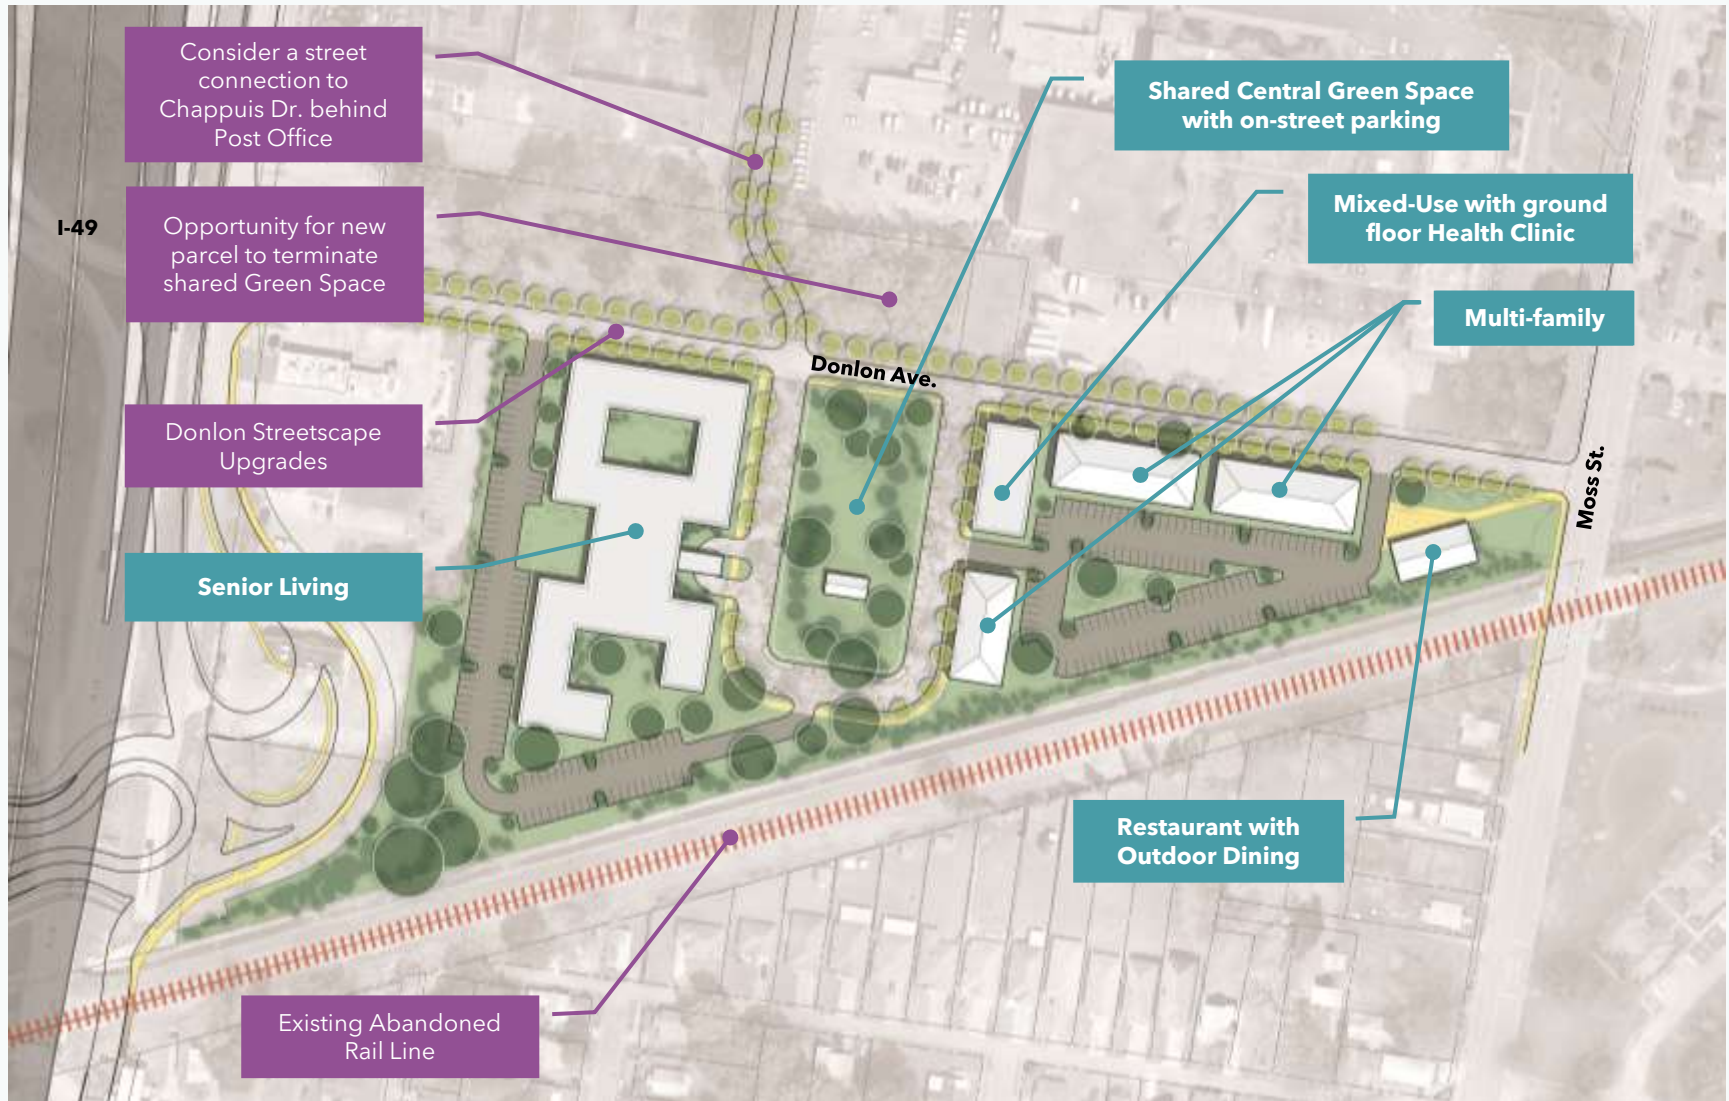 Consider a street
connection to
Chappuis Dr. behind
Post Office
Shared Central Green Space
with on-street parking
Mixed-Use with ground
floor Health Clinic
I-49
Opportunity for new
parcel to terminate
shared Green Space
Multi-family
Donlon Ave.
Donlon Streetscape
Upgrades
Moss St.
Senior Living
Restaurant with
Outdoor Dining
Existing Abandoned
Rail Line